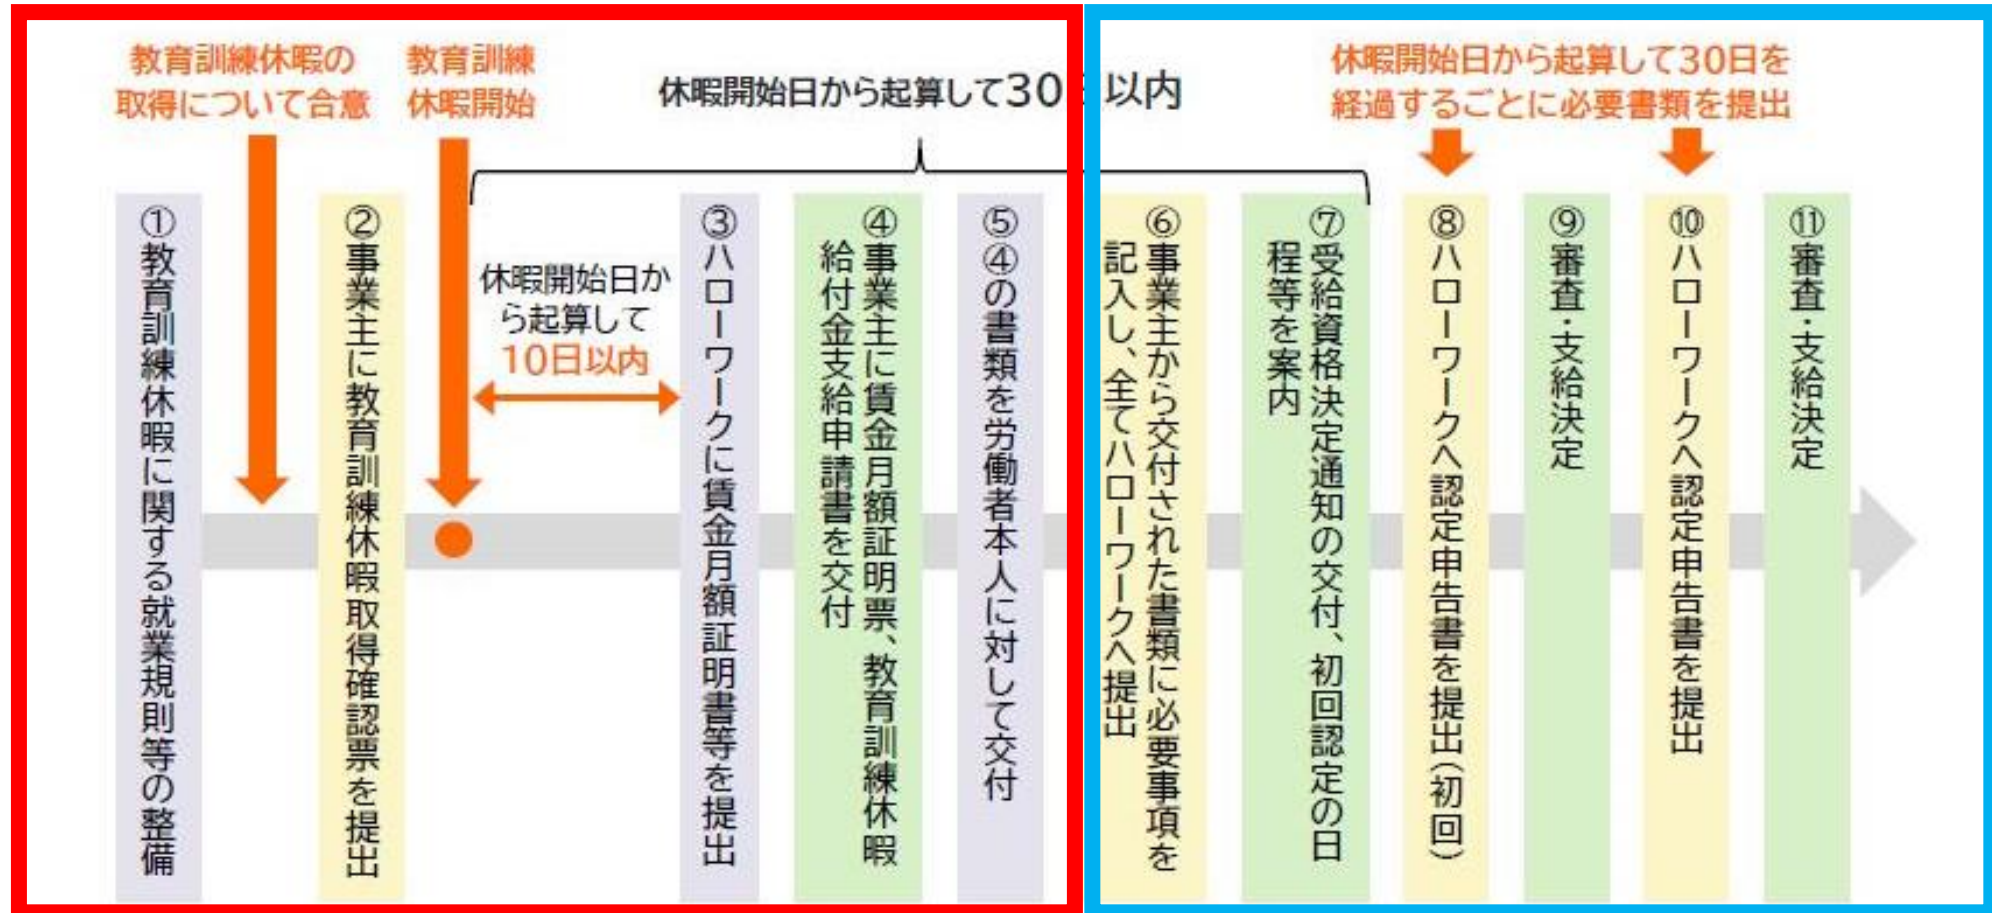 教育訓練休暇の
取得について合意
教育訓練
休暇開始
休暇開始日から起算して30日以内
休暇開始日から起算して30日を
経過するごとに必要書類を提出
①教育訓練休暇に関する就業規則等の整備
②事業主に教育訓練休暇取得確認票を提出
休暇開始日か
ら起算して
10日以内
③ハローワークに賃金月額証明書等を提出
④事業主に賃金月額証明票、教育訓練休暇
給付金支給申請書を交付
⑤④の書類を労働者本人に対して交付
⑥事業主から交付された書類に必要事項を
記入し、全てハローワークへ提出
⑦受給資格決定通知の交付、初回認定の日
程等を案内
⑧ハローワークへ認定申告書を提出(初回)
⑨審査・支給決定
⑩ハローワークへ認定申告書を提出
⑪審査・支給決定